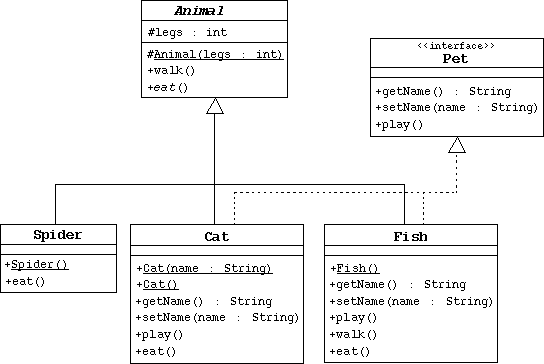 Animal
#legs : int
#Animal(legs : int)
+walk()
+eat()
<<interface>>
Pet
+getName() : String
+setName(name : String)
+play()
Spider
+Spider()
+eat()
Cat
+Cat(name : String)
+Cat()
+getName() : String
+setName(name : String)
+play()
+eat()
Fish
+Fish()
+getName() : String
+setName(name : String)
+play()
+walk()
+eat()